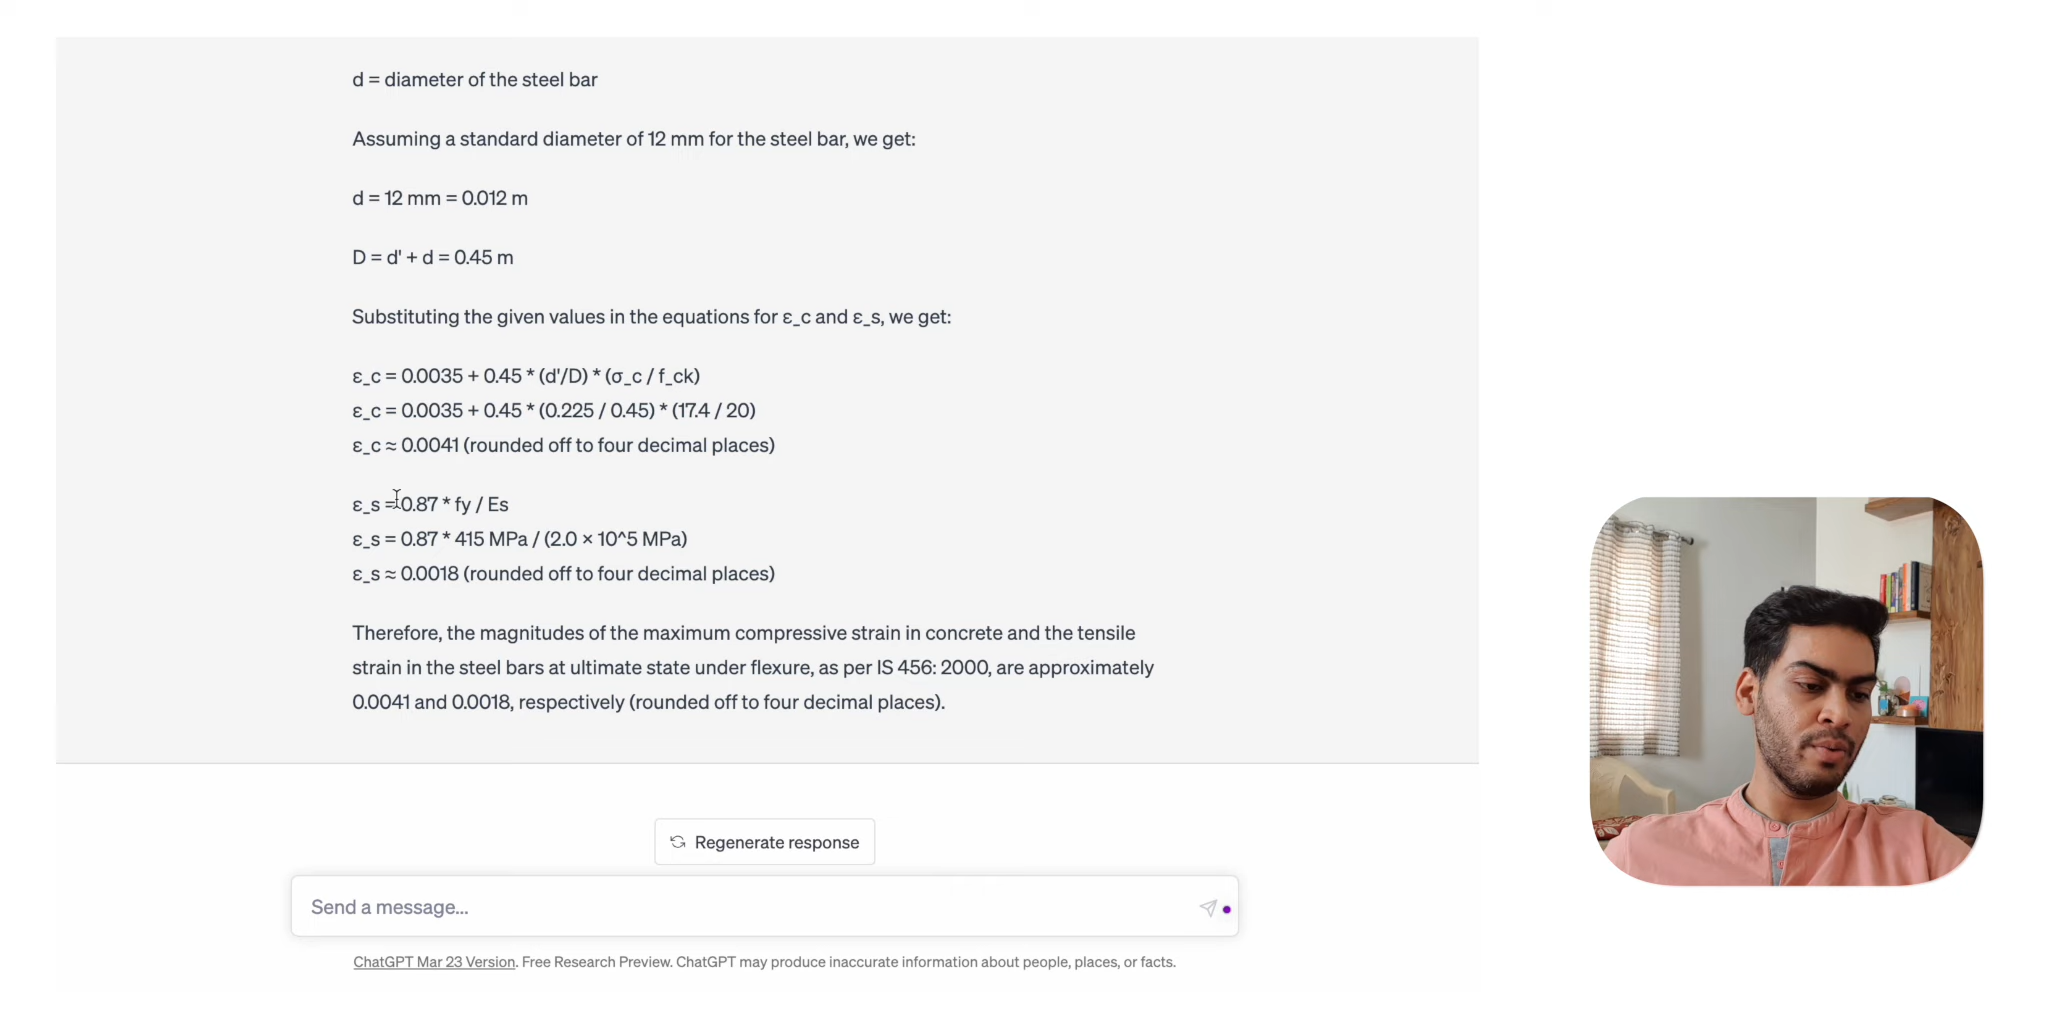 d = diameter of the steel bar
Assuming a standard diameter of 12 mm for the steel bar, we get:
d = 12 mm = 0.012 m
D = d' + d = 0.45 m
Substituting the given values in the equations for ε_c and ε_s, we get:
ε_c = 0.0035 + 0.45 * (d'/D) * (σ_c / f_ck)
ε_c = 0.0035 + 0.45 * (0.225 / 0.45) * (17.4 / 20)
ε_c ≈ 0.0041 (rounded off to four decimal places)
ε_s = 0.87 * fy / Es
ε_s = 0.87 * 415 MPa / (2.0 × 10^5 MPa)
ε_s ≈ 0.0018 (rounded off to four decimal places)
Therefore, the magnitudes of the maximum compressive strain in concrete and the tensile
strain in the steel bars at ultimate state under flexure, as per IS 456: 2000, are approximately
0.0041 and 0.0018, respectively (rounded off to four decimal places).
Regenerate response
Send a message...
ChatGPT Mar 23 Version. Free Research Preview. ChatGPT may produce inaccurate information about people, places, or facts.